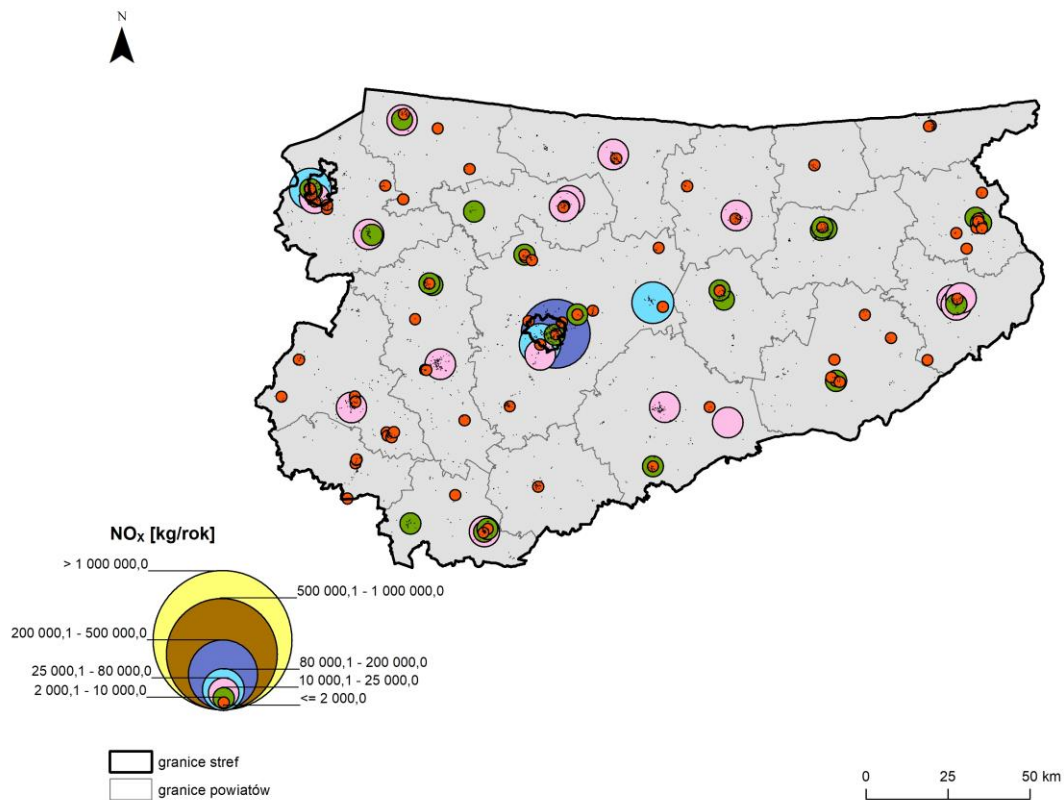 N
NOx [kg/rok]
> 1 000 000,0
500 000,1 - 1 000 000,0
200 000,1 - 500 000,0
80 000,1 - 200 000,0
25 000,1 - 80 000,0
10 000,1 - 25 000,0
2 000,1 - 10 000,0
<= 2 000,0
granice stref
granice powiatów
0 25 50 km